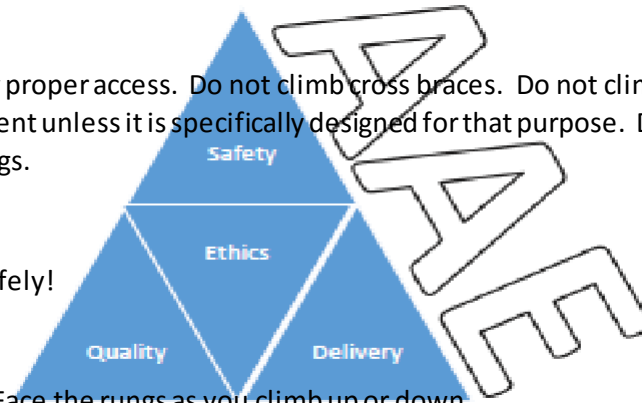 proper access. Do not climb cross braces. Do not clim
ent unless it is specifically designed for that purpose. D
gs.
Safety
Ethics
fely!
Quality
Delivery
Face the rungs as you climb up or down
AAE